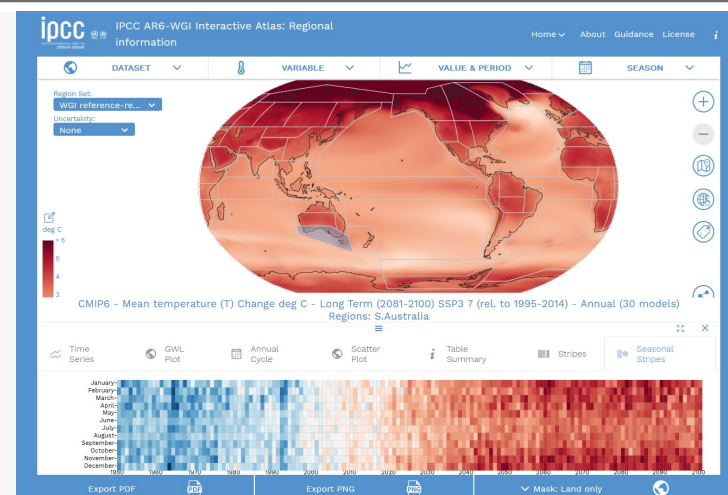 ipcc
IPCC AR6-WGI Interactive Atlas: Regional information
Home About Guidance License i
DATASET VARIABLE VALUE & PERIOD SEASON
Region Set:
WGI reference-re...
Uncertainty:
None
deg C
> 6
5
4
3
CMIP6 - Mean temperature (T) Change deg C - Long Term (2081-2100) SSP3 7 (rel. to 1995-2014) - Annual (30 models)
Regions: S.Australia
Time Series
GWL Plot
Annual Cycle
Scatter Plot
i Table Summary
Stripes
Seasonal Stripes
January-
February-
March-
April-
May-
June-
July-
August-
September-
October-
November-
December-
1950 1960 1970 1980 1990 2000 2010 2020 2030 2040 2050 2060 2070 2080 2090 2100
Export PDF PDF Export PNG PNG Mask: Land only